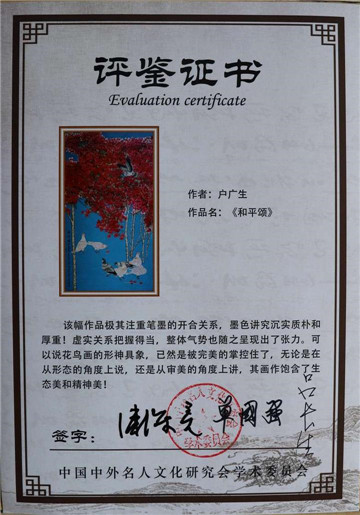 评鉴证书
Evaluation certificate
作者：户广生
作品名：《和平颂》
该幅作品极其注重笔墨的开合关系，墨色讲究沉实质朴和
厚重！虚实关系把握得当，整体气势也随之呈现出了张力。可
以说花鸟画的形神具象，已然是被完美的掌控住了，无论是在
从形态的角度上说，还是从审美的角度上讲，其画作饱含了生
态美和精神美！
签字：
单国强
中国中外名人文化研究会学术委员会